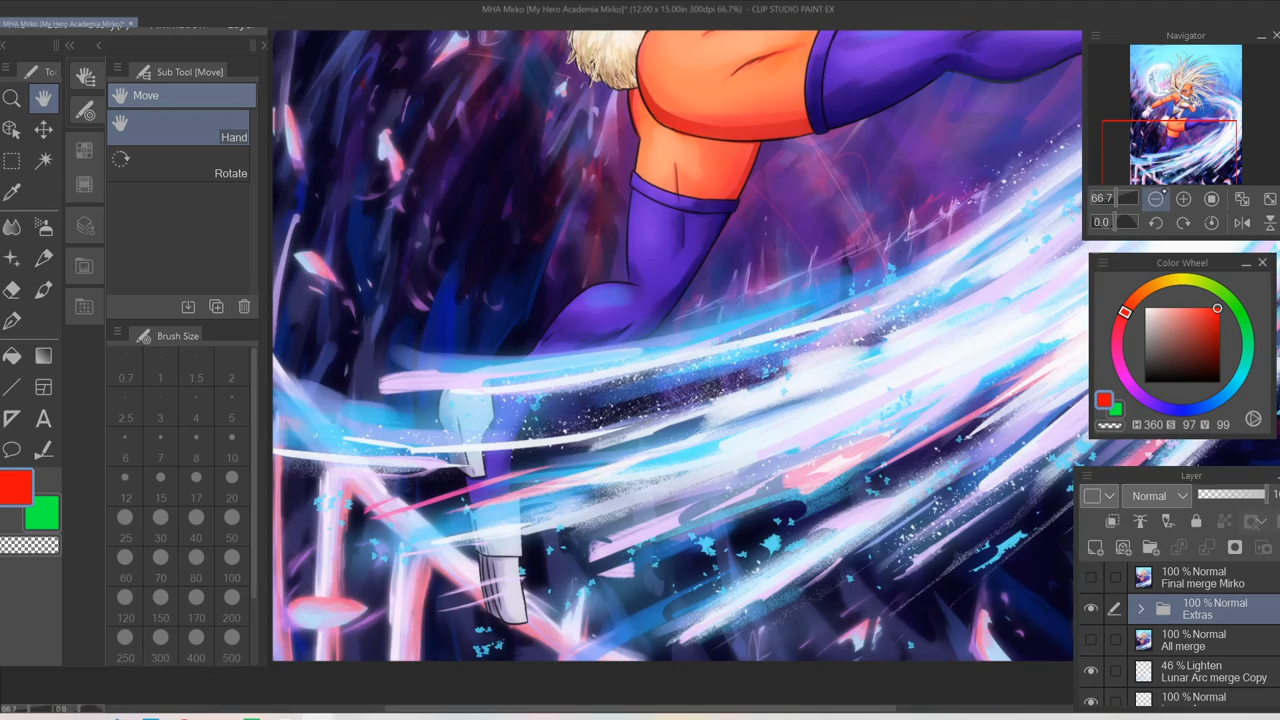 MHA Mirko [My Hero Academia Mirko]* (12.00 x 15.00in 300dpi 66.7%) - CLIP STUDIO PAINT EX
MHA Mirko [My Hero Academia Mirko]*
Sub Tool [Move]
Move
Hand
Rotate
Brush Size
0.7 1 1.5 2
2.5 3 4 5
6 7 8 10
12 15 17 20
25 30 40 50
60 70 80 100
120 150 170 200
250 300 400 500
Navigator
66.7
0.0
Color Wheel
H 360 S 97 V 99
Layer
Normal
100 % Normal
Final merge Mirko
100 % Normal
Extras
100 % Normal
All merge
46 % Lighten
Lunar Arc merge Copy
100 % Normal
66.7
0.0